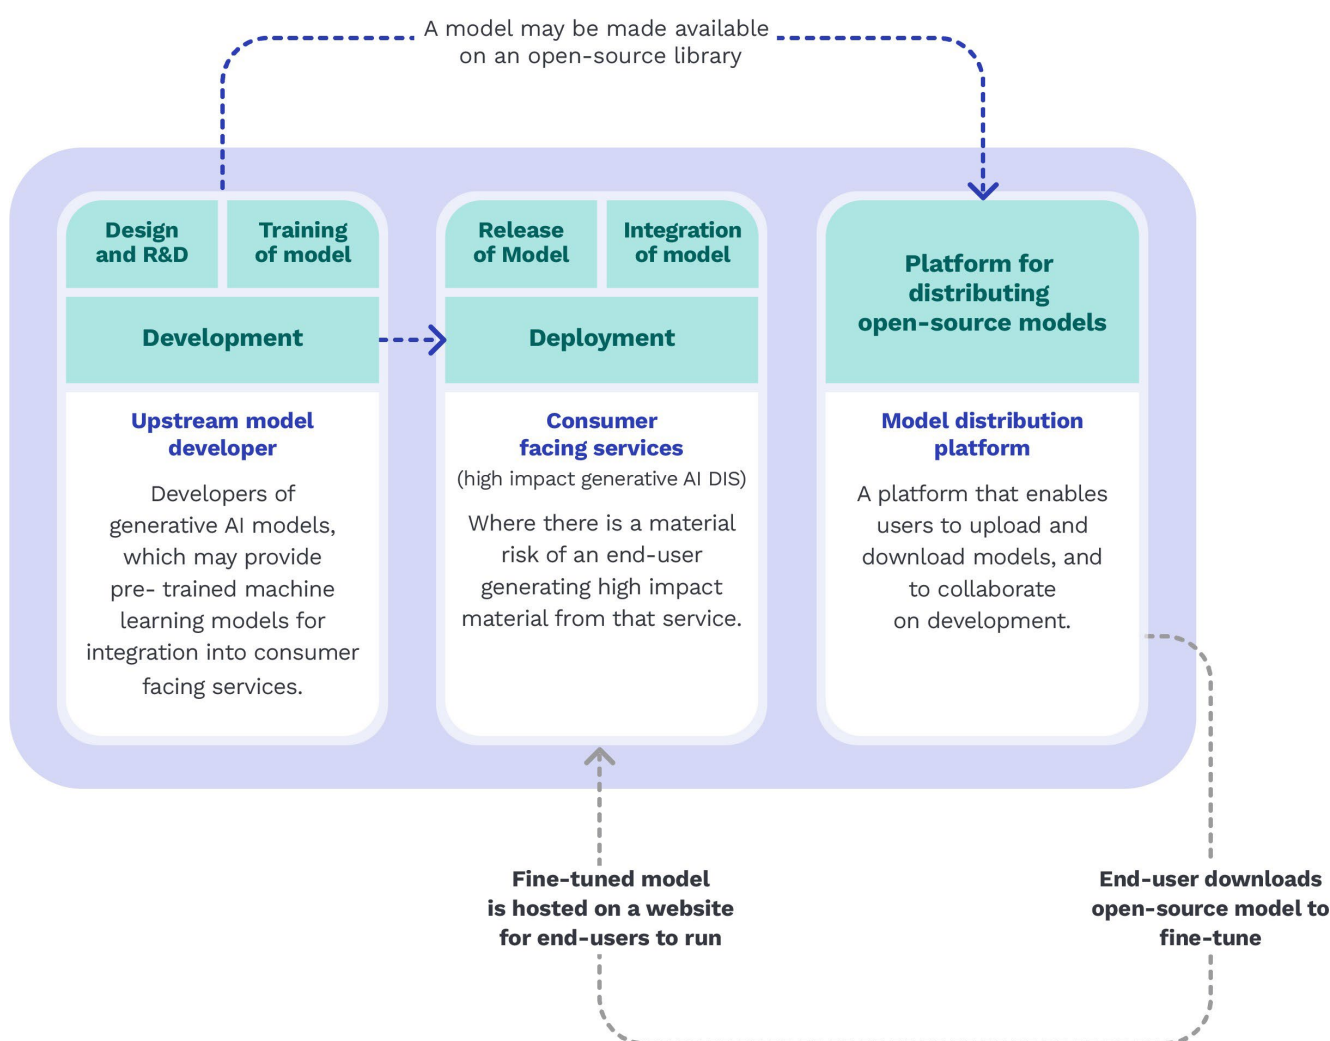 A model may be made available
on an open-source library
Design
and R&D
Training
of model
Development
Upstream model
developer
Developers of
generative AI models,
which may provide
pre- trained machine
learning models for
integration into consumer
facing services.
Release
of Model
Integration
of model
Deployment
Consumer
facing services
(high impact generative AI DIS)
Where there is a material
risk of an end-user
generating high impact
material from that service.
Platform for
distributing
open-source models
Model distribution
platform
A platform that enables
users to upload and
download models, and
to collaborate
on development.
Fine-tuned model
is hosted on a website
for end-users to run
End-user downloads
open-source model to
fine-tune